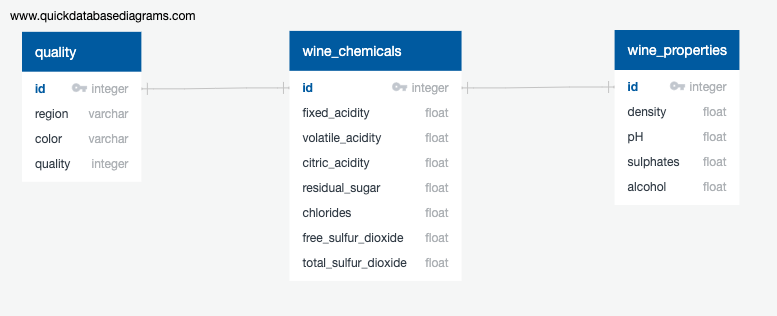 www.quickdatabasediagrams.com
quality
id integer
region varchar
color varchar
quality integer
wine_chemicals
id integer
fixed_acidity float
volatile_acidity float
citric_acidity float
residual_sugar float
chlorides float
free_sulfur_dioxide float
total_sulfur_dioxide float
wine_properties
id integer
density float
pH float
sulphates float
alcohol float